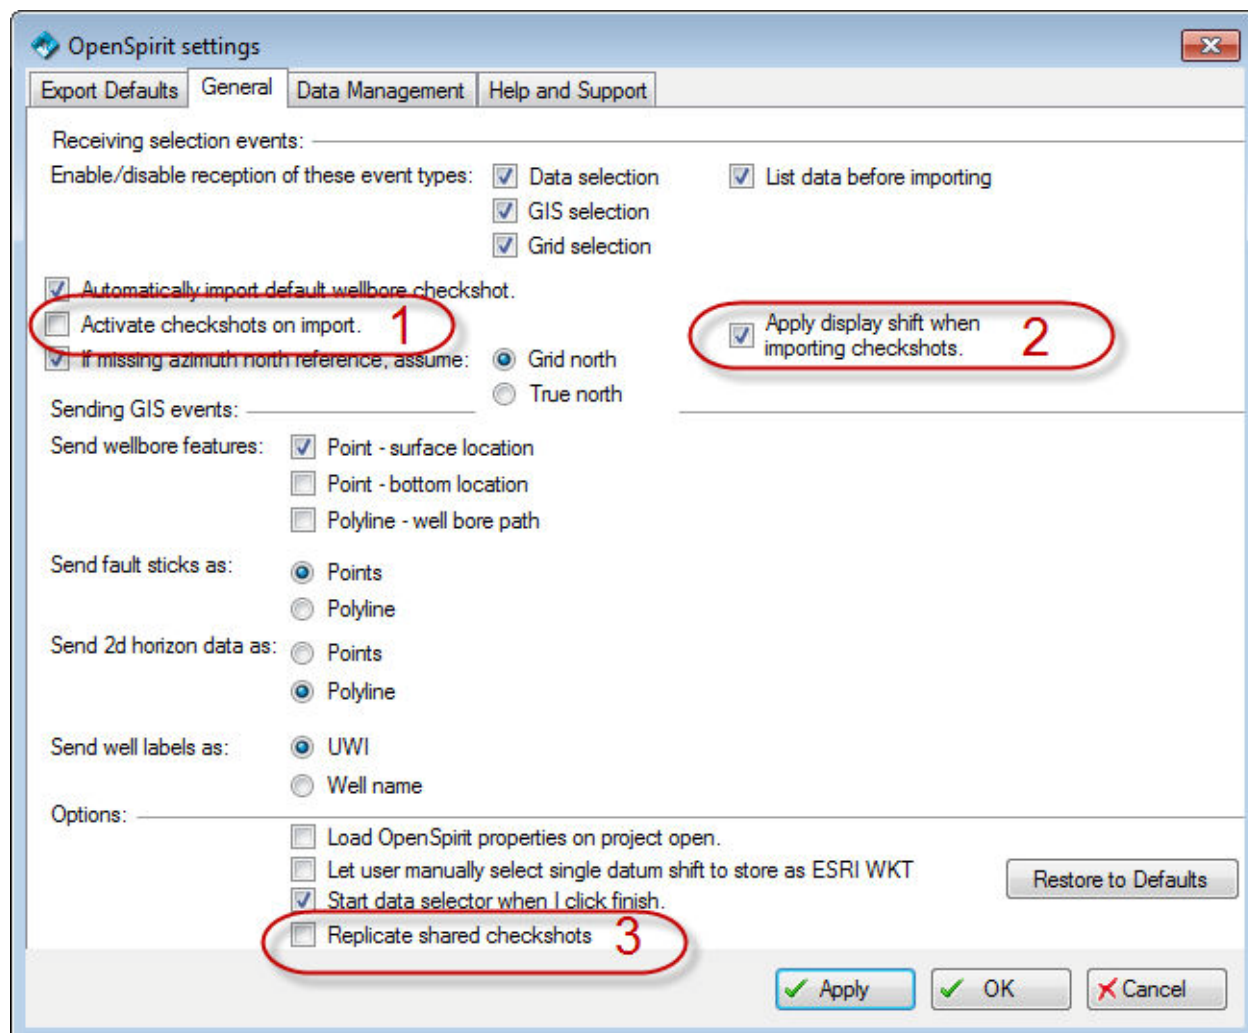 OpenSpirit settings
Export Defaults General Data Management Help and Support
Receiving selection events:
Enable/disable reception of these event types: Data selection List data before importing
GIS selection
Grid selection
Automatically import default wellbore checkshot.
Activate checkshots on import. 1
Apply display shift when
importing checkshots. 2
If missing azimuth north reference, assume: Grid north
True north
Sending GIS events:
Send wellbore features: Point - surface location
Point - bottom location
Polyline - well bore path
Send fault sticks as: Points
Polyline
Send 2d horizon data as: Points
Polyline
Send well labels as: UWI
Well name
Options:
Load OpenSpirit properties on project open.
Let user manually select single datum shift to store as ESRI WKT
Restore to Defaults
Start data selector when I click finish.
Replicate shared checkshots 3
Apply OK Cancel